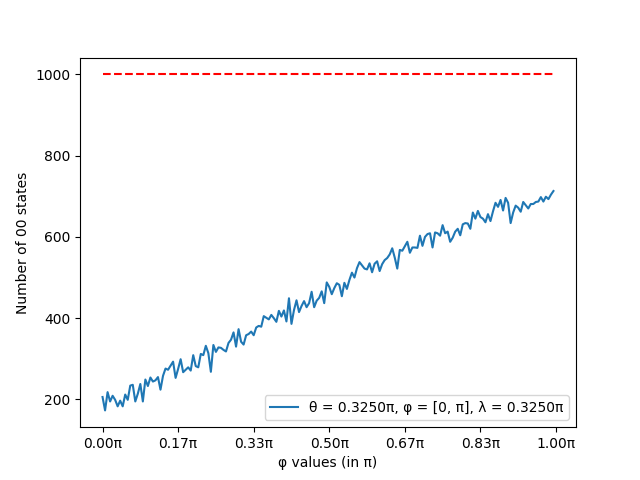 1000
800
600
400
200
Number of 00 states
θ = 0.3250π, φ = [0, π], λ = 0.3250π
0.00π 0.17π 0.33π 0.50π 0.67π 0.83π 1.00π
φ values (in π)